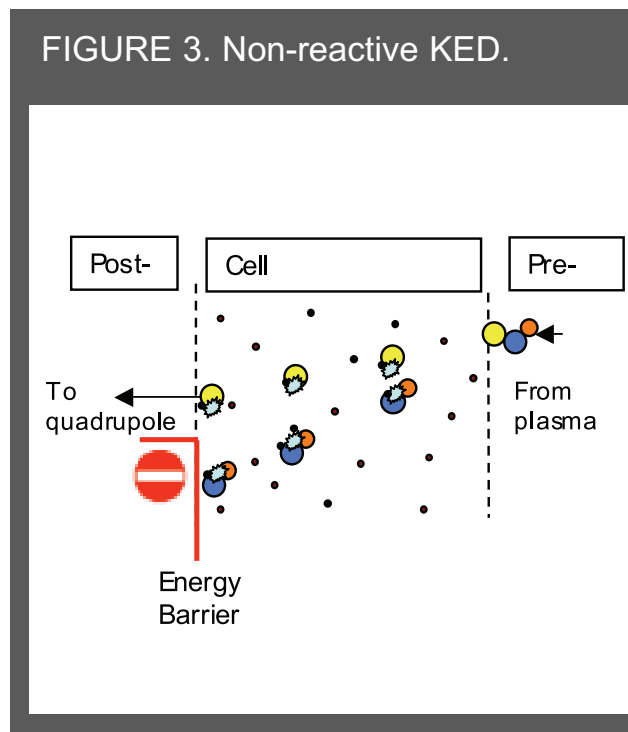 FIGURE 3. Non-reactive KED.
Post-
Cell
Pre-
To
quadrupole
From
plasma
Energy
Barrier